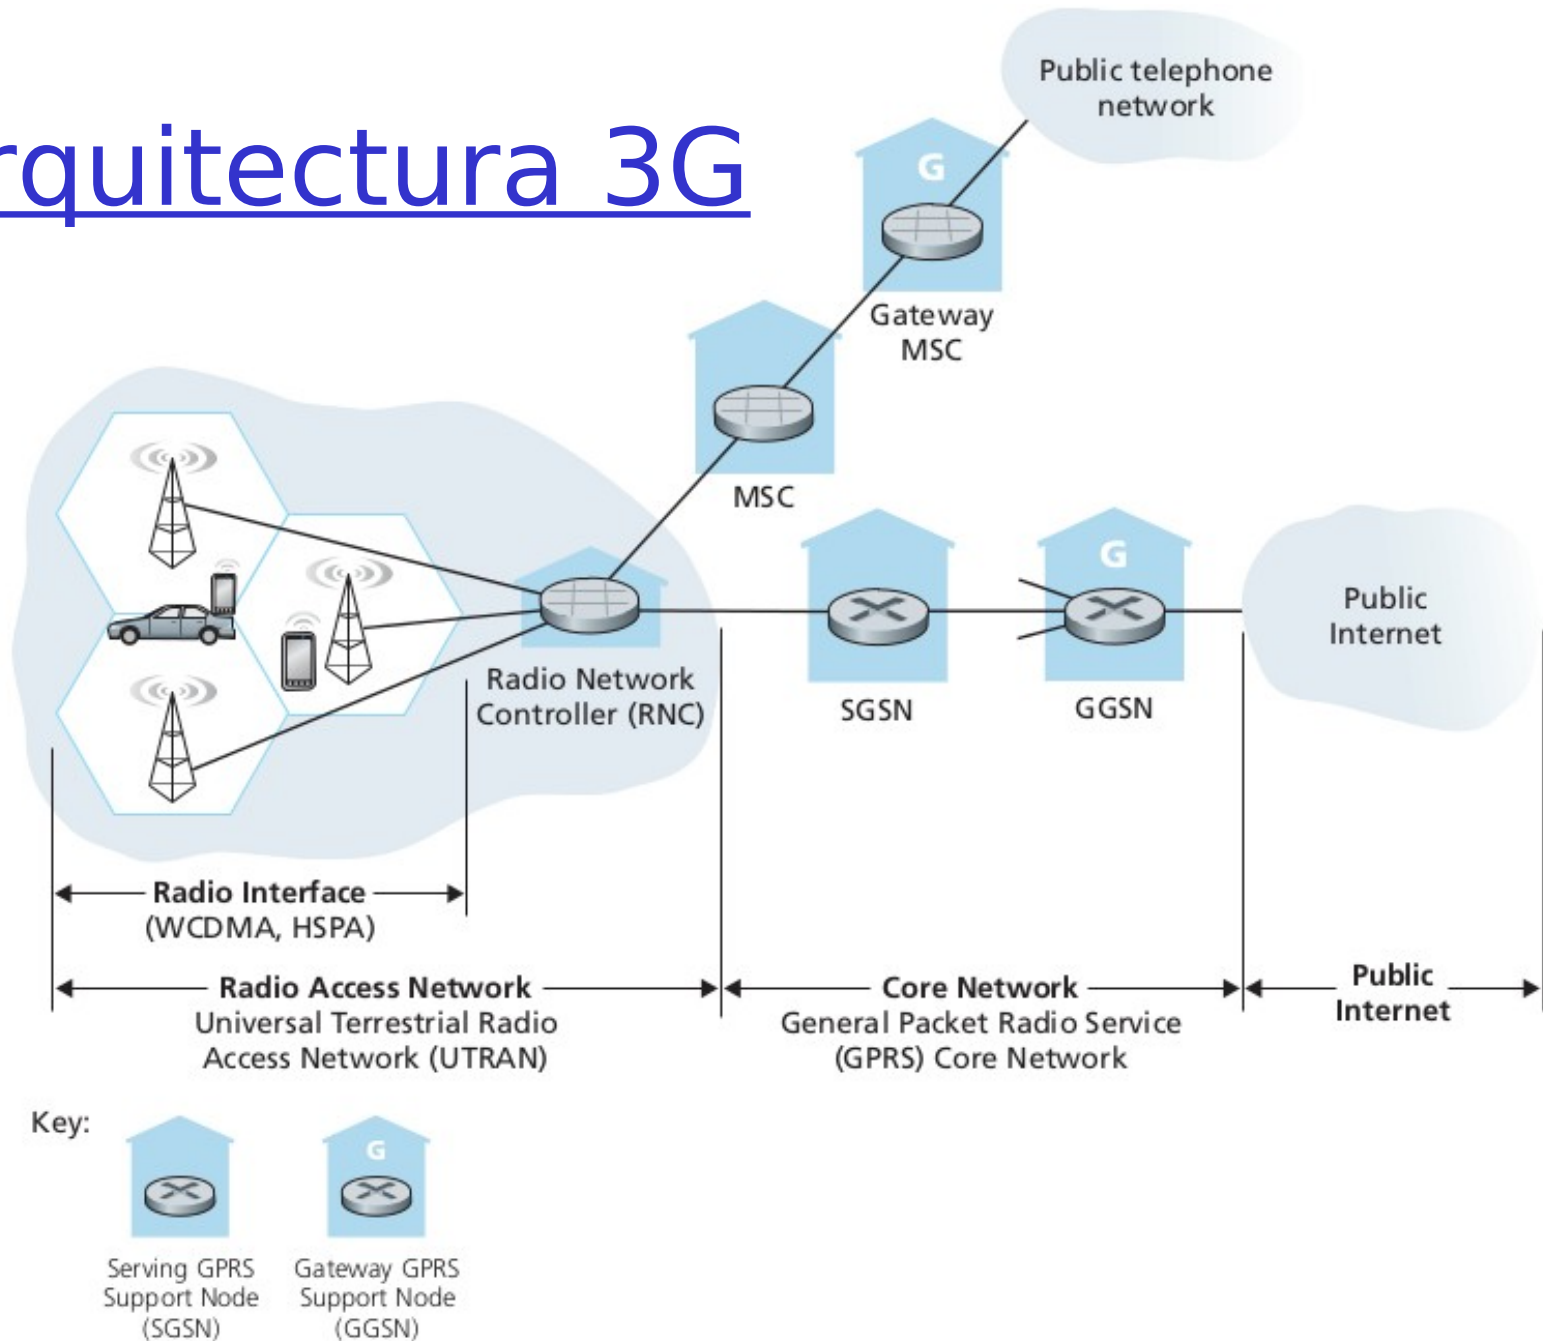 rquitectura 3G
Public telephone
network
G
Gateway
MSC
MSC
G
Public
Internet
Radio Network
Controller (RNC)
SGSN
GGSN
Radio Interface
(WCDMA, HSPA)
Radio Access Network
Universal Terrestrial Radio
Access Network (UTRAN)
Core Network
General Packet Radio Service
(GPRS) Core Network
Public
Internet
Key:
G
Serving GPRS
Support Node
(SGSN)
Gateway GPRS
Support Node
(GGSN)